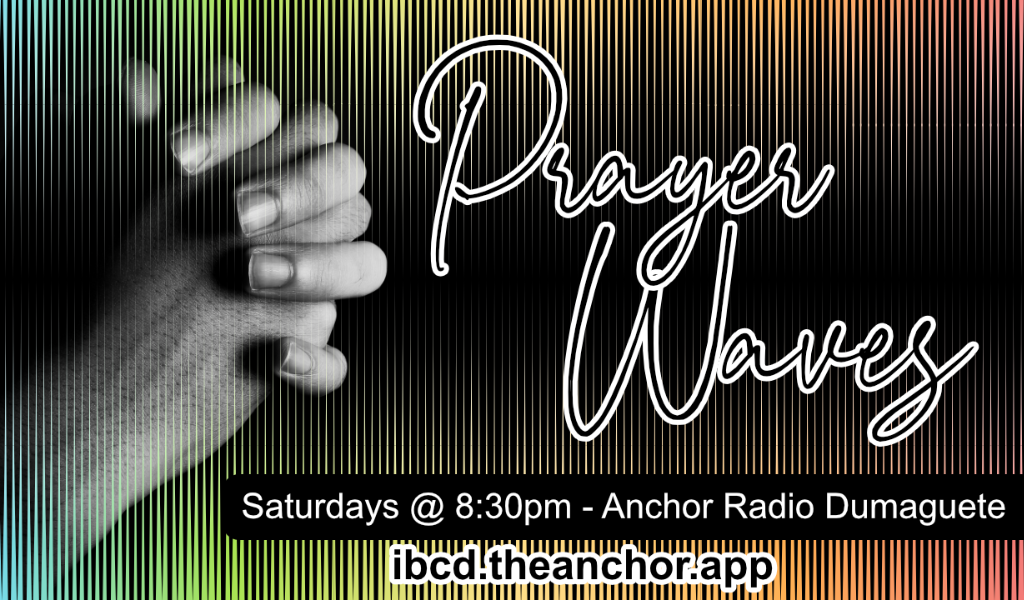 Prayer
Waves
Saturdays @ 8:30pm - Anchor Radio Dumaguete
ibcd.theanchor.app